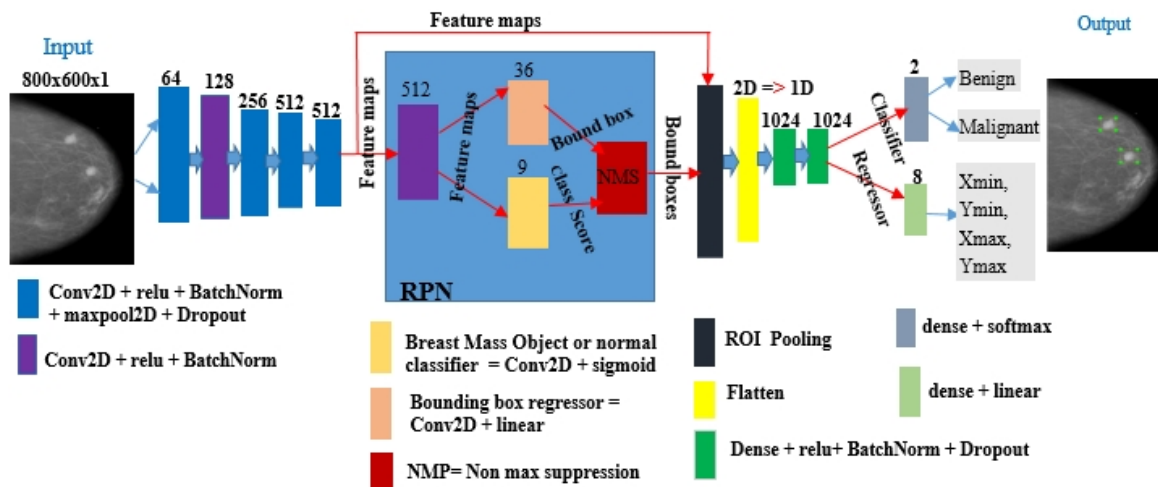 Feature maps
Input
Output
800x600x1
64
128
256
512
512
Feature maps
512
Feature maps
36
Bound box
9
class Score
NMS
RPN
Bound boxes
2D => 1D
1024
1024
Classifier
Regressor
2
8
Benign
Malignant
Xmin,
Ymin,
Xmax,
Ymax
Conv2D + relu + BatchNorm
+ maxpool2D + Dropout
Conv2D + relu + BatchNorm
Breast Mass Object or normal
classifier = Conv2D + sigmoid
Bounding box regressor =
Conv2D + linear
NMP= Non max suppression
ROI Pooling
Flatten
Dense + relu+ BatchNorm + Dropout
dense + softmax
dense + linear